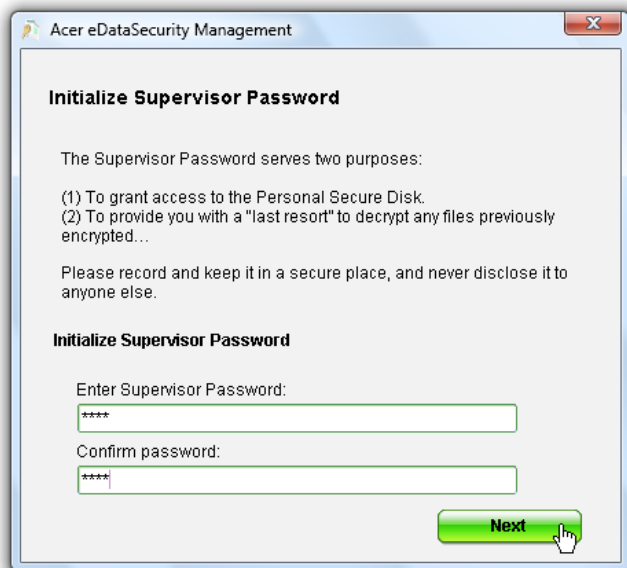 Acer eDataSecurity Management
Initialize Supervisor Password
The Supervisor Password serves two purposes:
(1) To grant access to the Personal Secure Disk.
(2) To provide you with a "last resort" to decrypt any files previously
encrypted...
Please record and keep it in a secure place, and never disclose it to
anyone else.
Initialize Supervisor Password
Enter Supervisor Password:
****
Confirm password:
****
Next